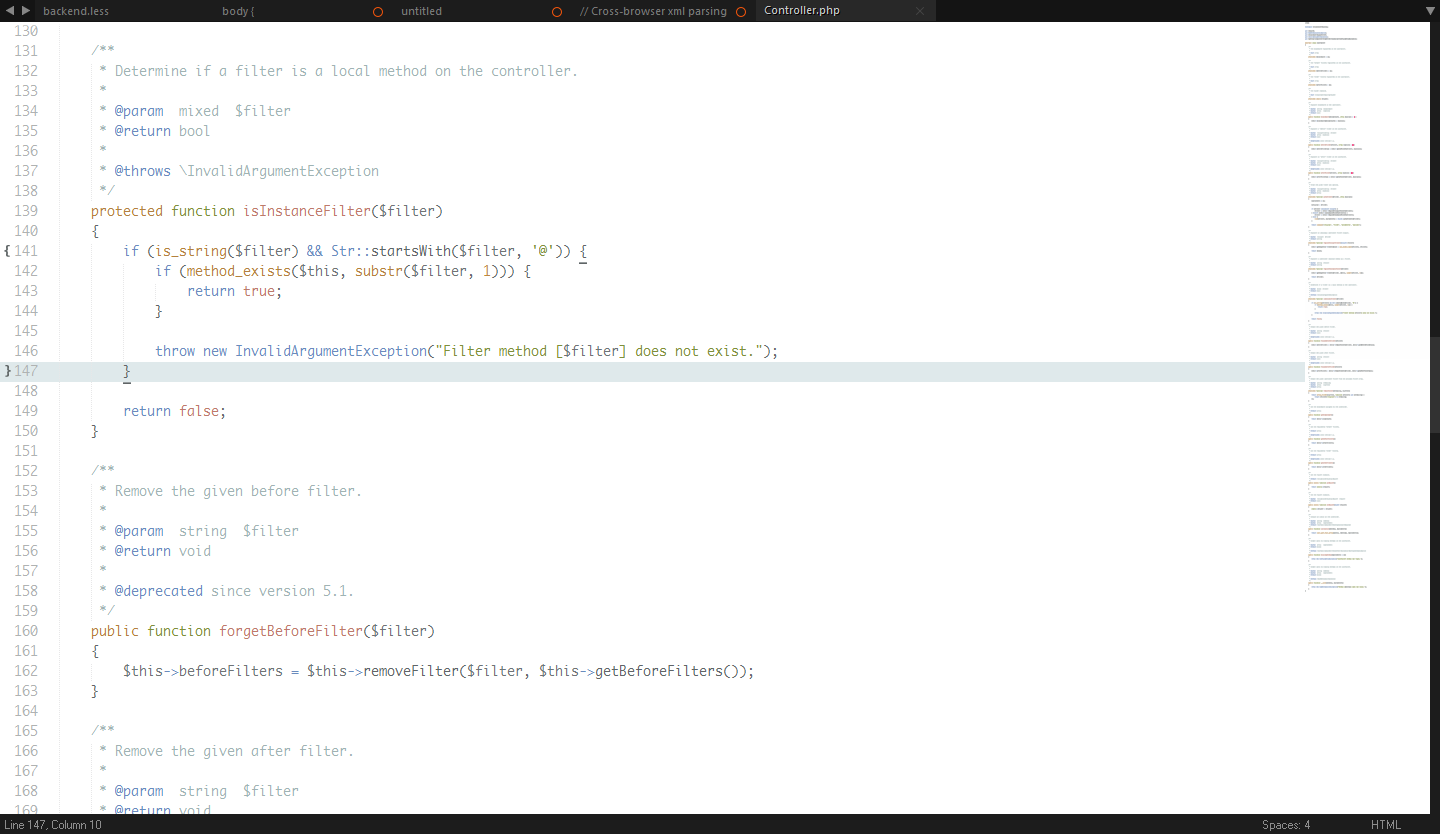 backend.less body { untitled // Cross-browser xml parsing Controller.php
130
131 /**
132 * Determine if a filter is a local method on the controller.
133 *
134 * @param  mixed  $filter
135 * @return bool
136 *
137 * @throws \InvalidArgumentException
138 */
139 protected function isInstanceFilter($filter)
140 {
{ 141 if (is_string($filter) && Str::startsWith($filter, '@')) {
142 if (method_exists($this, substr($filter, 1))) {
143 return true;
144 }
145
146 throw new InvalidArgumentException("Filter method [$filter] does not exist.");
} 147 }
148
149 return false;
150 }
151
152 /**
153 * Remove the given before filter.
154 *
155 * @param  string  $filter
156 * @return void
157 *
158 * @deprecated since version 5.1.
159 */
160 public function forgetBeforeFilter($filter)
161 {
162 $this->beforeFilters = $this->removeFilter($filter, $this->getBeforeFilters());
163 }
164
165 /**
166 * Remove the given after filter.
167 *
168 * @param  string  $filter
169 * @return void
Line 147, Column 10 Spaces: 4 HTML